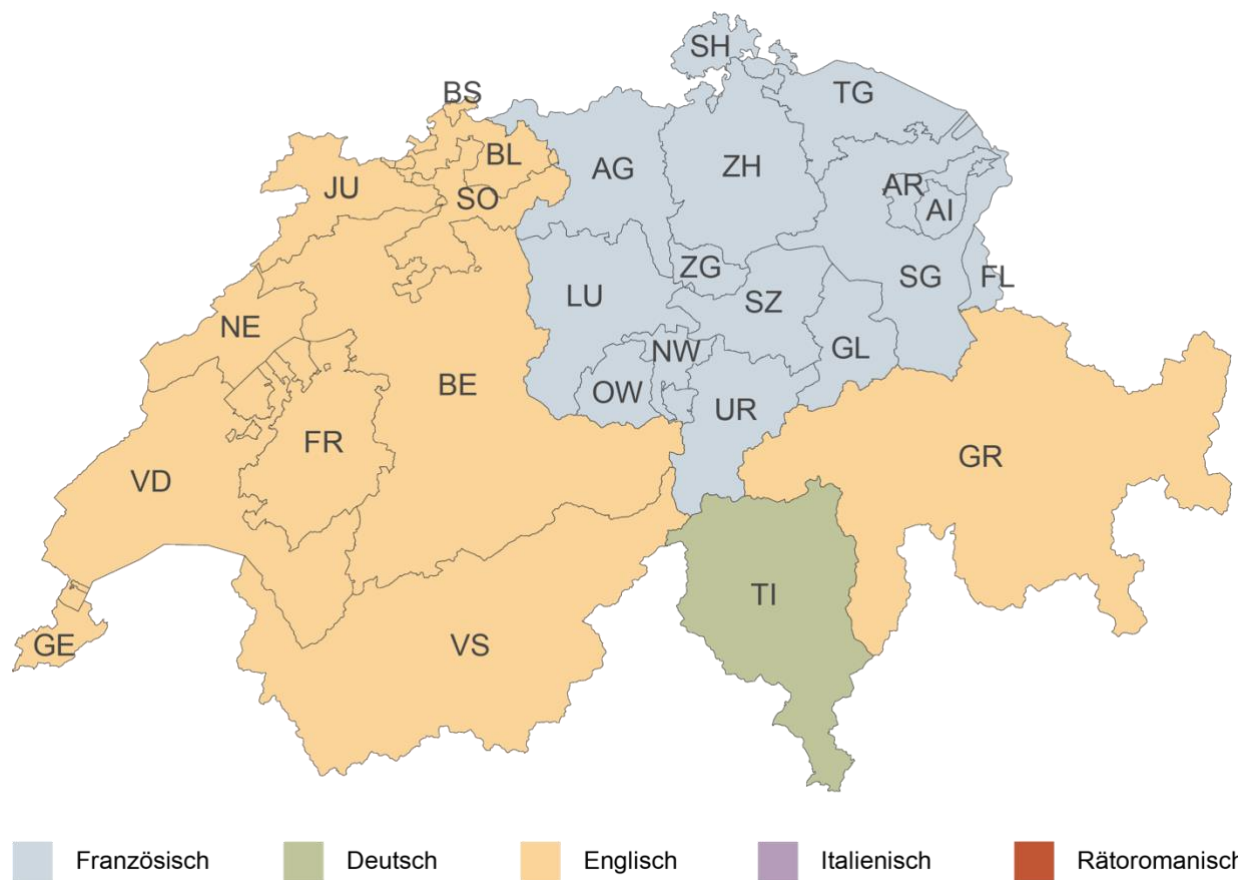 SH
BS
TG
BL
AG
ZH
JU
SO
AR
AI
ZG
LU
SZ
SG
FL
NE
NW
GL
BE
OW
UR
FR
VD
GR
TI
GE
VS
Französisch Deutsch Englisch Italienisch Rätoromanisch